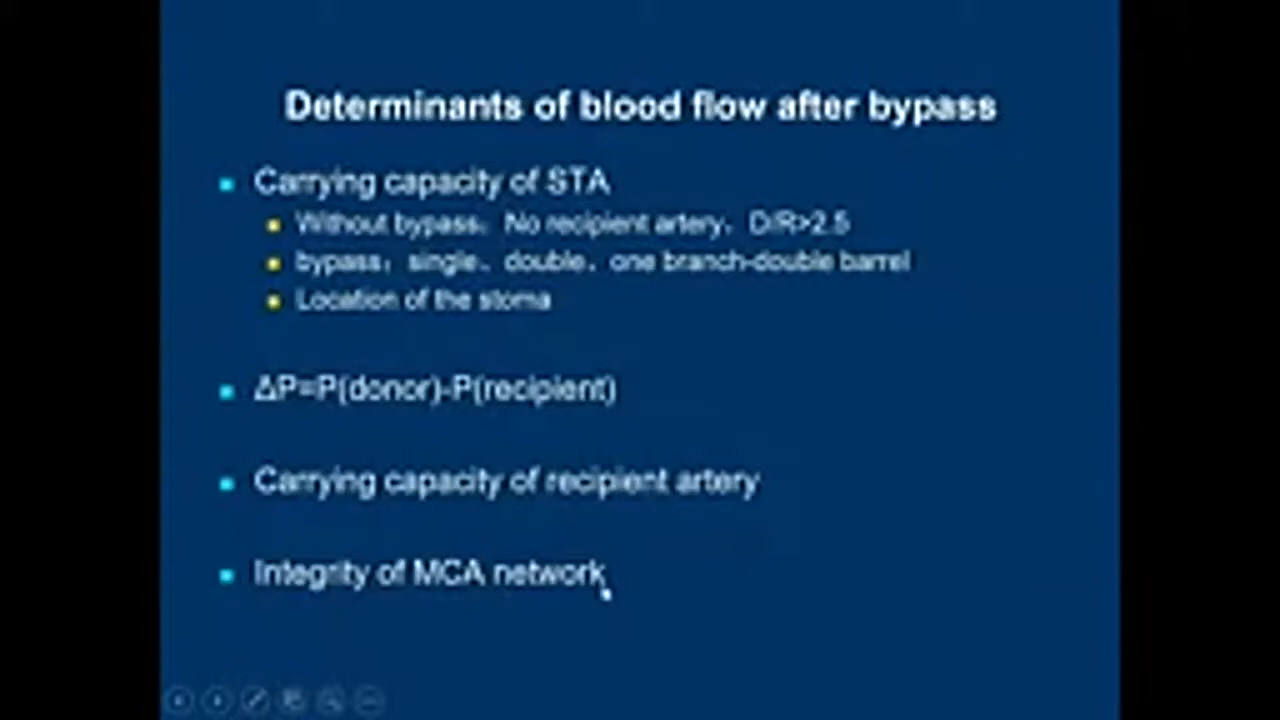 Determinants of blood flow after bypass
Carrying capacity of STA
Without bypass：No recipient artery、D/R>2.5
bypass：single、double、one branch-double barrel
Location of the stoma
ΔP=P(donor)-P(recipient)
Carrying capacity of recipient artery
Integrity of MCA network